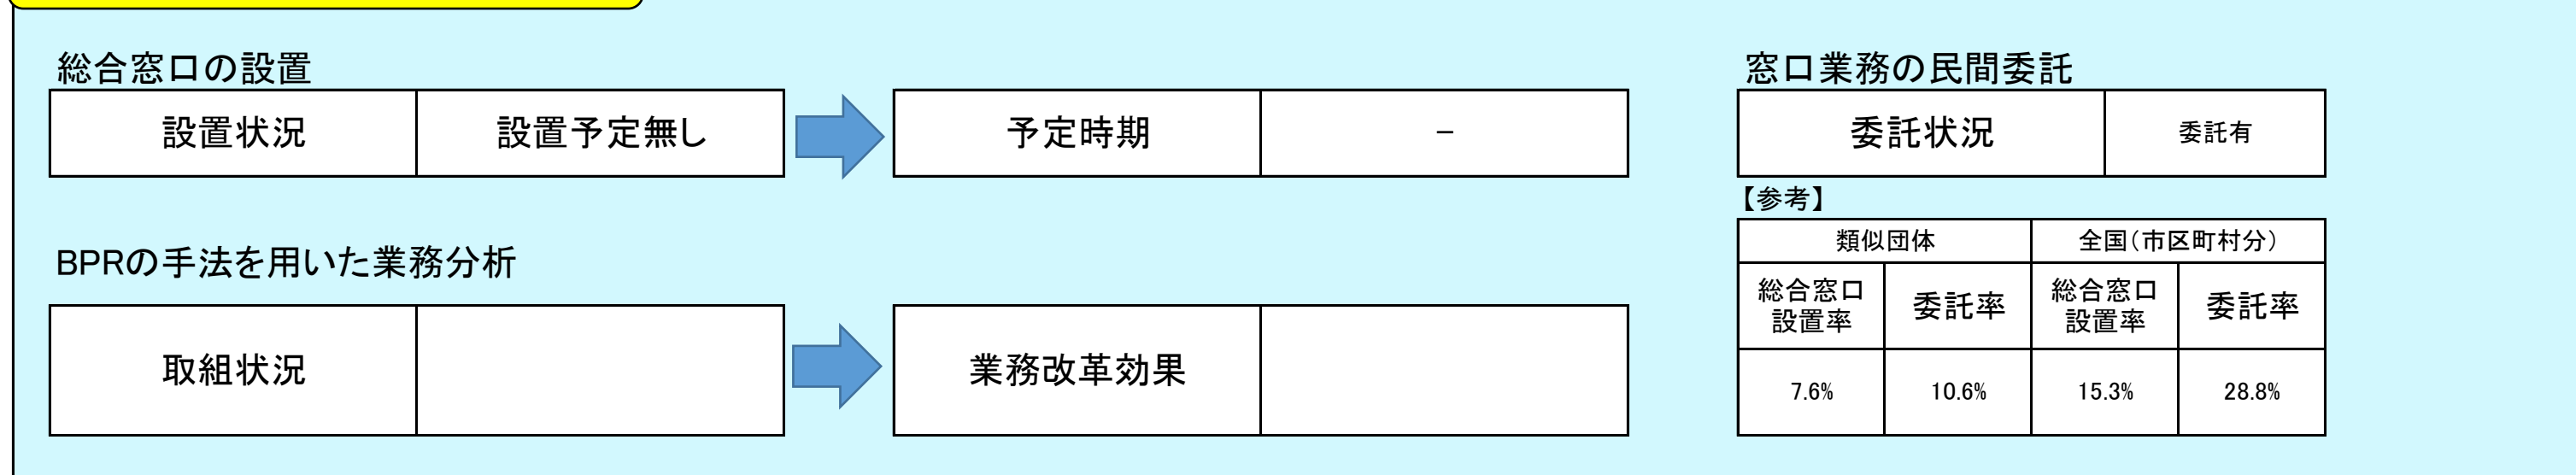 総合窓口の設置
設置状況 設置予定無し 予定時期 －
BPRの手法を用いた業務分析
取組状況 業務改革効果
窓口業務の民間委託
委託状況 委託有
【参考】
類似団体 全国(市区町村分)
総合窓口
設置率
委託率
総合窓口
設置率
委託率
7.6% 10.6% 15.3% 28.8%